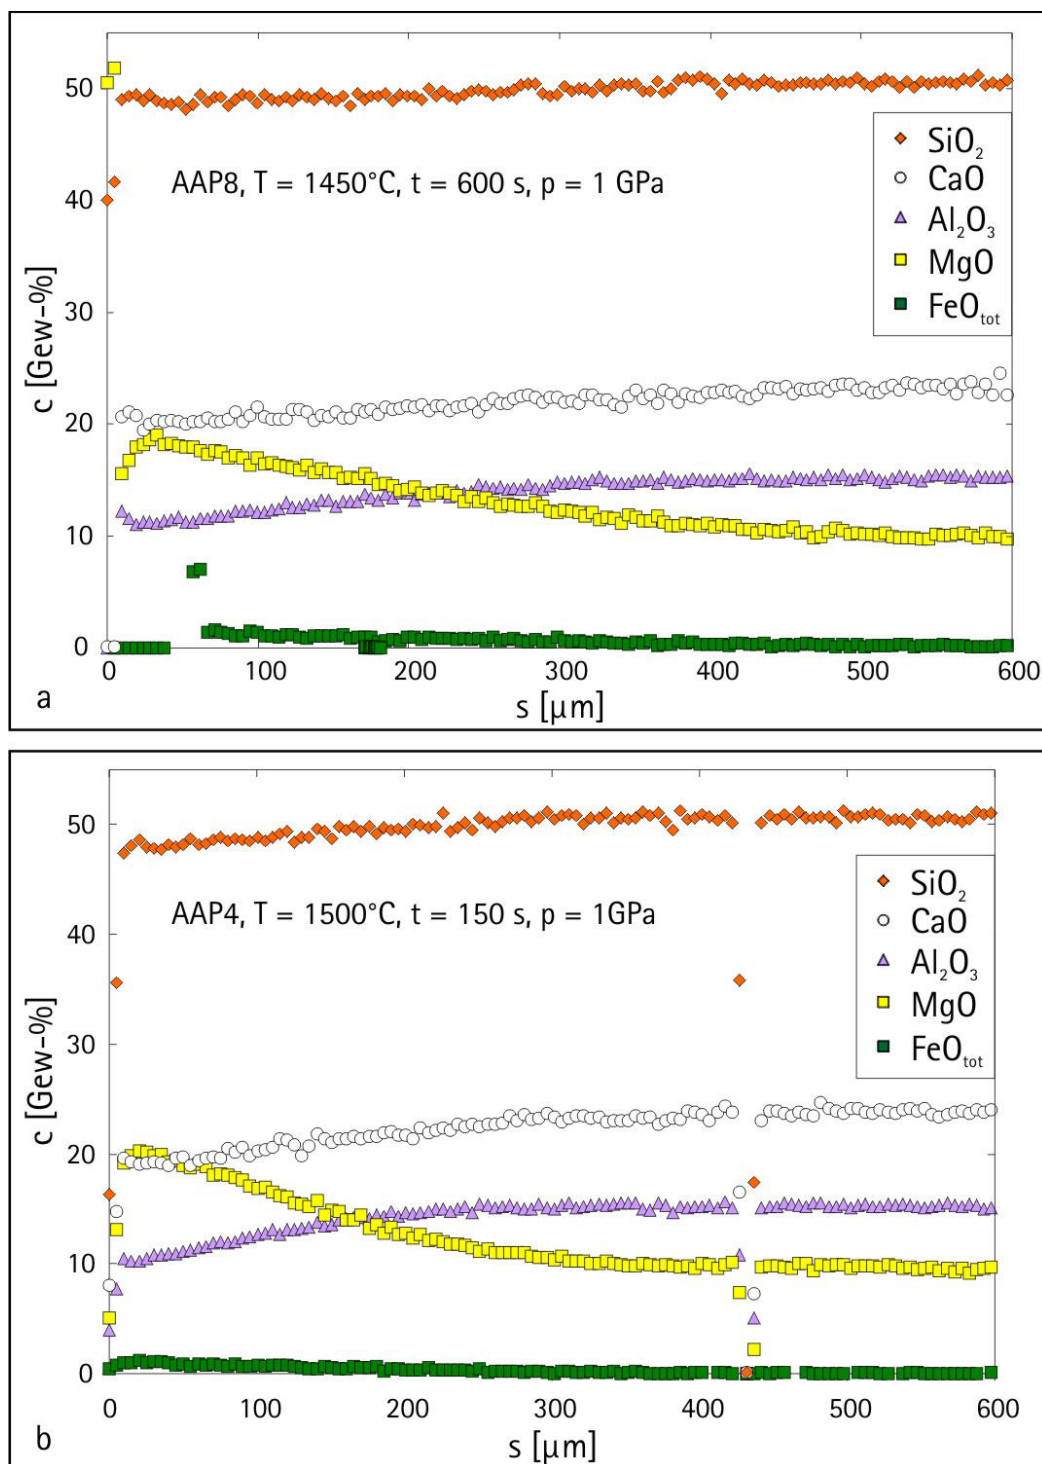 50
40
30
20
10
0
c [Gew-%]
AAP8, T = 1450°C, t = 600 s, p = 1 GPa
SiO₂
CaO
Al₂O₃
MgO
FeOₜₒₜ
0 100 200 300 400 500 600
s [µm]
a
50
40
30
20
10
0
c [Gew-%]
AAP4, T = 1500°C, t = 150 s, p = 1GPa
SiO₂
CaO
Al₂O₃
MgO
FeOₜₒₜ
0 100 200 300 400 500 600
s [µm]
b